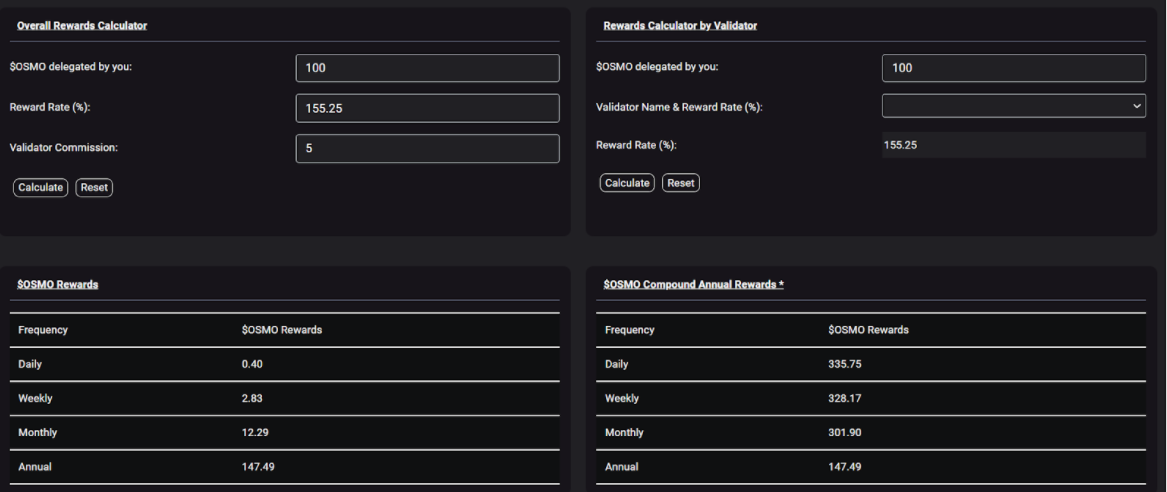 Overall Rewards Calculator
$OSMO delegated by you: 100
Reward Rate (%): 155.25
Validator Commission: 5
Calculate Reset
Rewards Calculator by Validator
$OSMO delegated by you: 100
Validator Name & Reward Rate (%):
Reward Rate (%): 155.25
Calculate Reset
$OSMO Rewards
Frequency $OSMO Rewards
Daily 0.40
Weekly 2.83
Monthly 12.29
Annual 147.49
$OSMO Compound Annual Rewards *
Frequency $OSMO Rewards
Daily 335.75
Weekly 328.17
Monthly 301.90
Annual 147.49